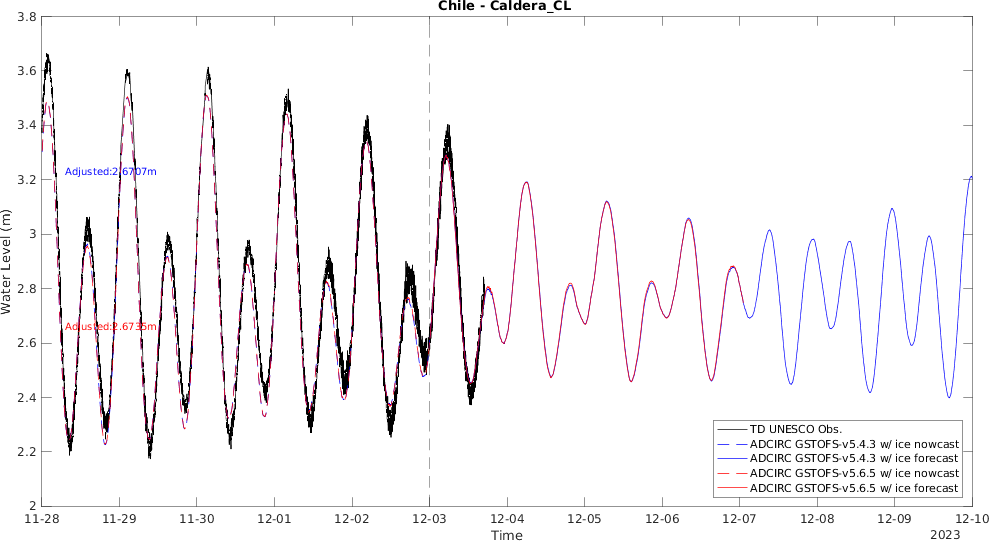 Chile - Caldera_CL
3.8
3.6
3.4
3.2
3
2.8
2.6
2.4
2.2
2
Water Level (m)
Adjusted:2.6707m
Adjusted:2.6735m
TD UNESCO Obs.
ADCIRC GSTOFS-v5.4.3 w/ ice nowcast
ADCIRC GSTOFS-v5.4.3 w/ ice forecast
ADCIRC GSTOFS-v5.6.5 w/ ice nowcast
ADCIRC GSTOFS-v5.6.5 w/ ice forecast
11-28 11-29 11-30 12-01 12-02 12-03 12-04 12-05 12-06 12-07 12-08 12-09 12-10
Time
2023